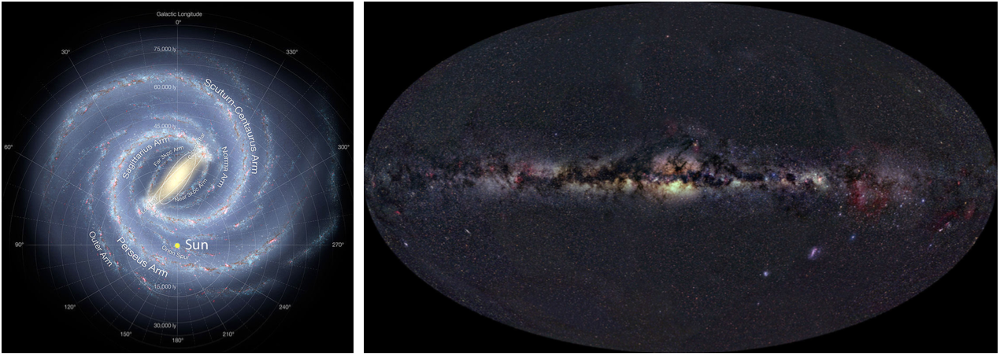 Galactic Longitude
0°
30°
330°
75,000 ly
60,000 ly
Scutum-Centaurus Arm
45,000 ly
60°
300°
Sagittarius Arm
Far 3kpc Arm
Norma Arm
Near 3kpc Arm
90°
Sun
270°
Orion Spur
Outer Arm
Perseus Arm
15,000 ly
120°
240°
30,000 ly
150°
210°
180°